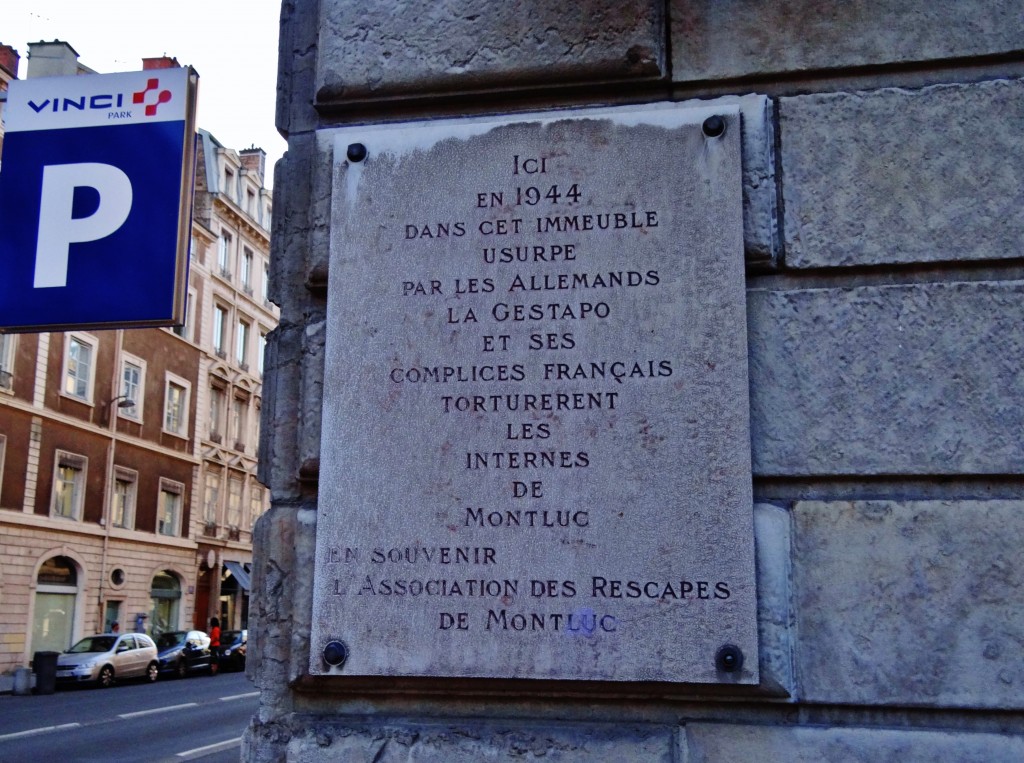 VINCI
PARK
P
ICI
EN 1944
DANS CET IMMEUBLE
USURPE
PAR LES ALLEMANDS
LA GESTAPO
ET SES
COMPLICES FRANÇAIS
TORTURERENT
LES
INTERNES
DE
MONTLUC
EN SOUVENIR
L'ASSOCIATION DES RESCAPES
DE MONTLUC